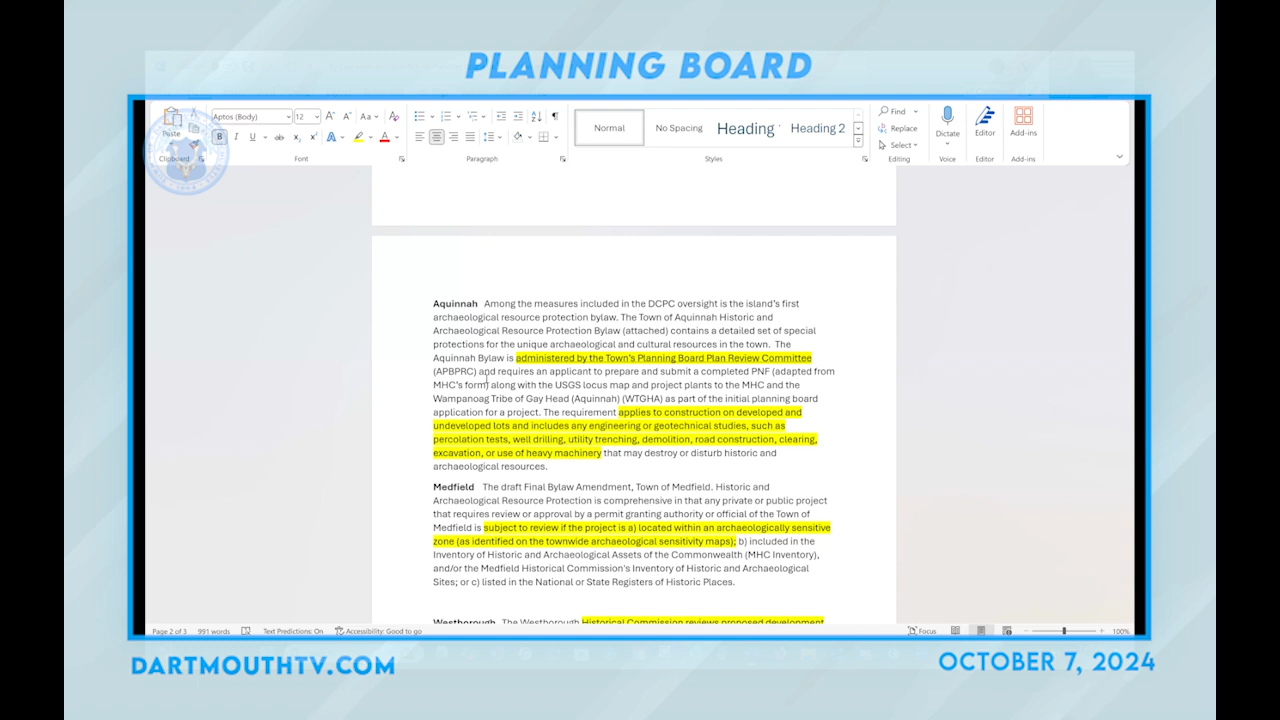 PLANNING BOARD
Aptos (Body) 12 Aa
Find
Paste
Normal No Spacing Heading Heading 2
Replace Dictate Editor Add-ins
Select
Clipboard Font Paragraph Styles Editing Voice Editor Add-ins
Aquinnah Among the measures included in the DCPC oversight is the island's first
archaeological resource protection bylaw. The Town of Aquinnah Historic and
Archaeological Resource Protection Bylaw (attached) contains a detailed set of special
protections for the unique archaeological and cultural resources in the town. The
Aquinnah Bylaw is administered by the Town's Planning Board Plan Review Committee
(APBPRC) and requires an applicant to prepare and submit a completed PNF (adapted from
MHC's form) along with the USGS locus map and project plants to the MHC and the
Wampanoag Tribe of Gay Head (Aquinnah) (WTGHA) as part of the initial planning board
application for a project. The requirement applies to construction on developed and
undeveloped lots and includes any engineering or geotechnical studies, such as
percolation tests, well drilling, utility trenching, demolition, road construction, clearing,
excavation, or use of heavy machinery that may destroy or disturb historic and
archaeological resources.
Medfield The draft Final Bylaw Amendment, Town of Medfield. Historic and
Archaeological Resource Protection is comprehensive in that any private or public project
that requires review or approval by a permit granting authority or official of the Town of
Medfield is subject to review if the project is a) located within an archaeologically sensitive
zone (as identified on the townwide archaeological sensitivity maps); b) included in the
Inventory of Historic and Archaeological Assets of the Commonwealth (MHC Inventory),
and/or the Medfield Historical Commission's Inventory of Historic and Archaeological
Sites; or c) listed in the National or State Registers of Historic Places.
Westborough The Westborough Historical Commission reviews proposed development
Page 2 of 3 991 words Text Predictions: On Accessibility: Good to go Focus 100%
DARTMOUTHTV.COM
OCTOBER 7, 2024